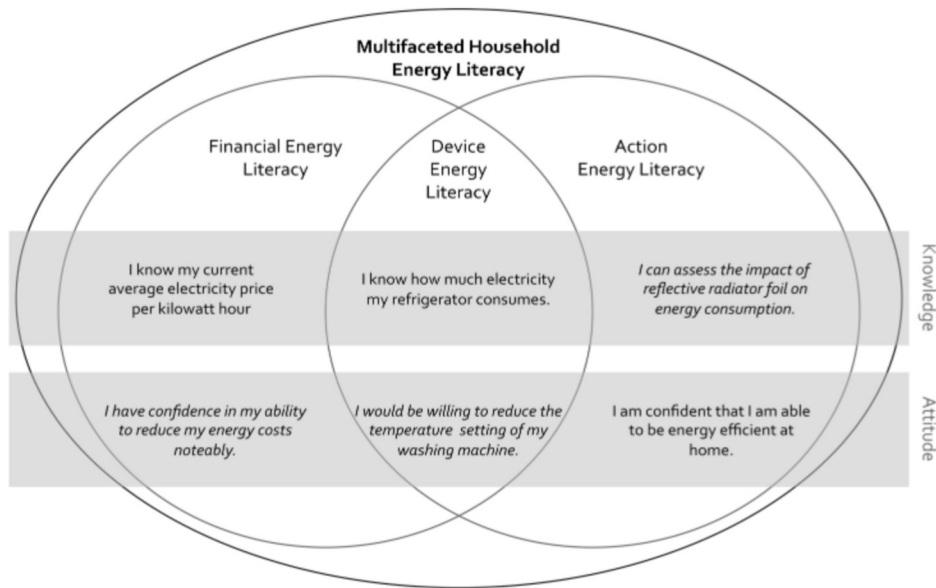 Multifaceted Household
Energy Literacy
Financial Energy
Literacy
Device
Energy
Literacy
Action
Energy Literacy
I know my current
average electricity price
per kilowatt hour
I know how much electricity
my refrigerator consumes.
I can assess the impact of
reflective radiator foil on
energy consumption.
Knowledge
I have confidence in my ability
to reduce my energy costs
noteably.
I would be willing to reduce the
temperature setting of my
washing machine.
I am confident that I am able
to be energy efficient at
home.
Attitude